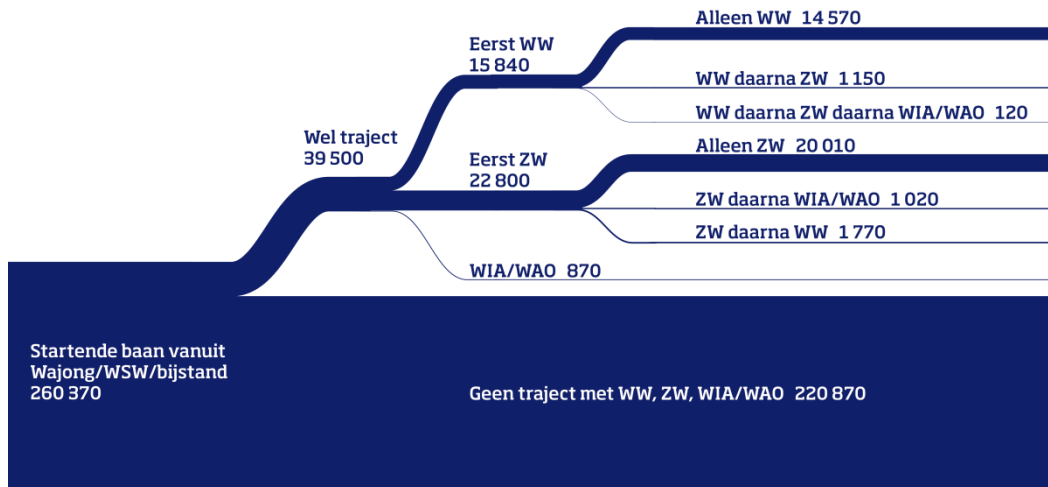 Alleen WW 14 570
Eerst WW
15 840
WW daarna ZW 1 150
WW daarna ZW daarna WIA/WAO 120
Wel traject
39 500
Alleen ZW 20 010
Eerst ZW
22 800
ZW daarna WIA/WAO 1 020
ZW daarna WW 1 770
WIA/WAO 870
Startende baan vanuit
Wajong/WSW/bijstand
260 370
Geen traject met WW, ZW, WIA/WAO 220 870